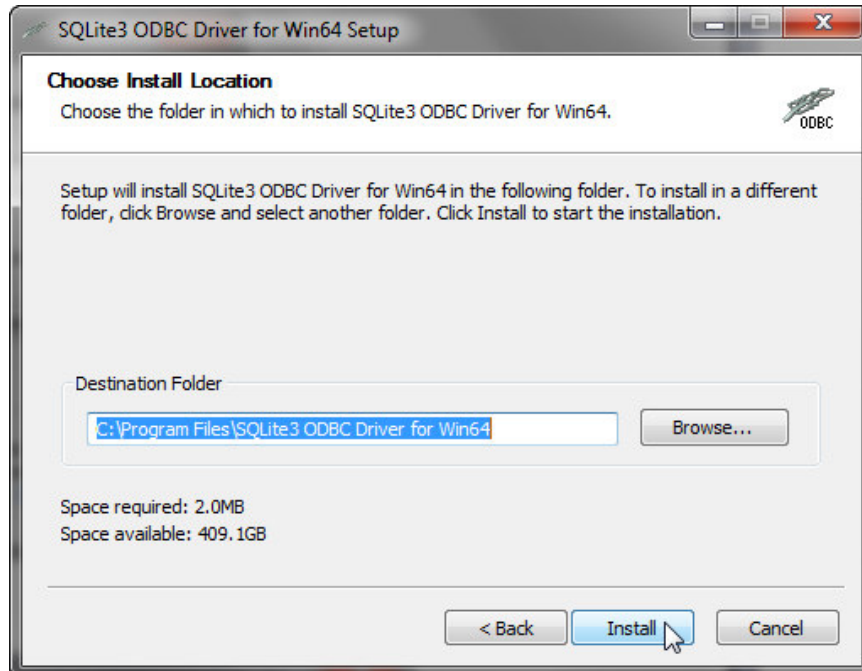 SQLite3 ODBC Driver for Win64 Setup
Choose Install Location
Choose the folder in which to install SQLite3 ODBC Driver for Win64.
ODBC
Setup will install SQLite3 ODBC Driver for Win64 in the following folder. To install in a different
folder, click Browse and select another folder. Click Install to start the installation.
Destination Folder
C:\Program Files\SQLite3 ODBC Driver for Win64
Browse...
Space required: 2.0MB
Space available: 409.1GB
< Back
Install
Cancel